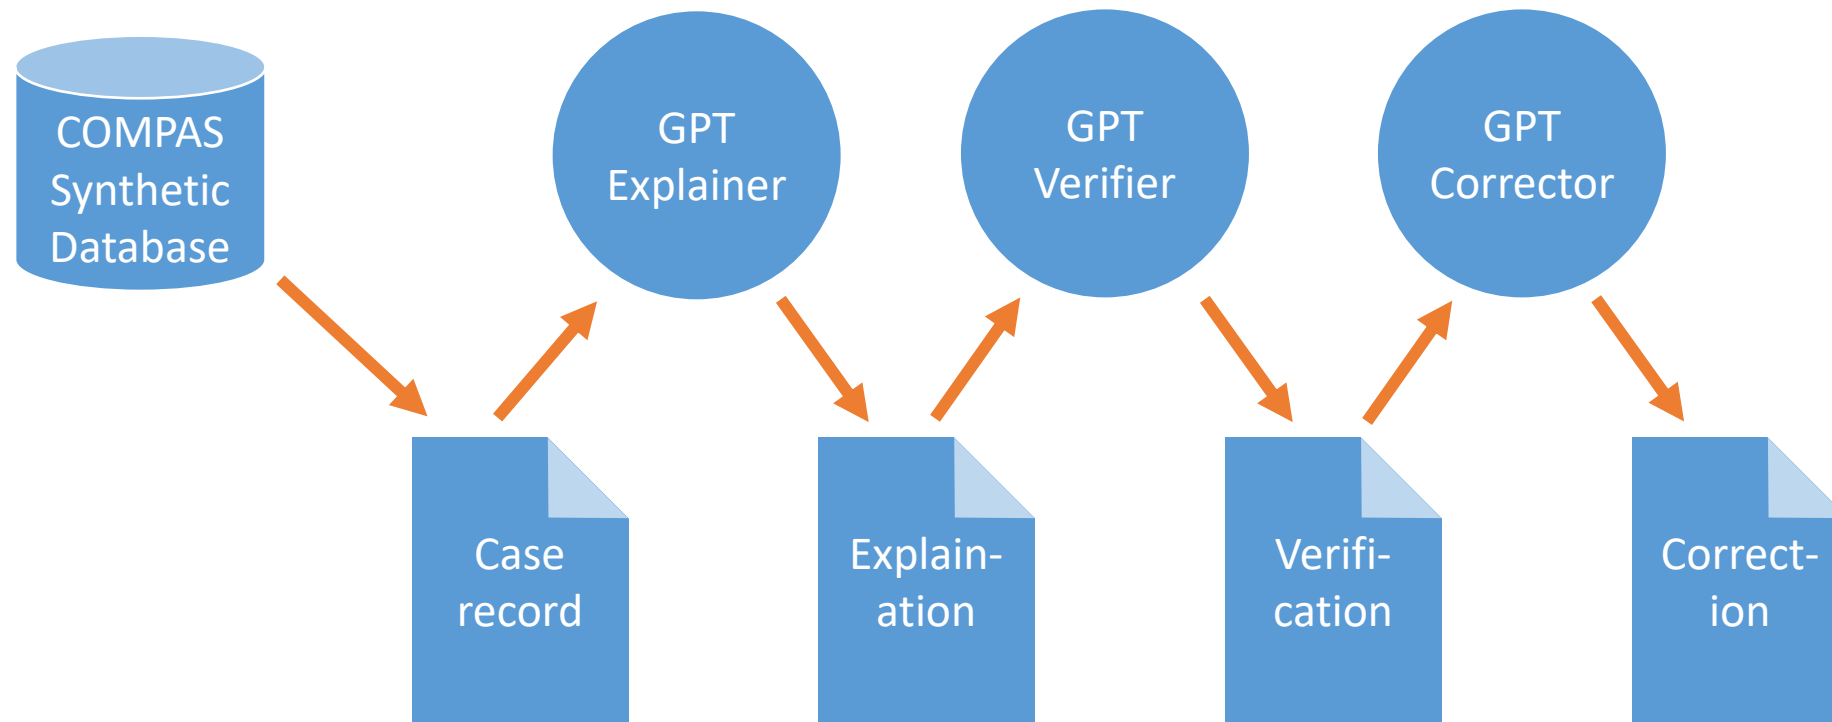 COMPAS
Synthetic
Database
GPT
Explainer
GPT
Verifier
GPT
Corrector
Case
record
Explain-
ation
Verifi-
cation
Correct-
ion